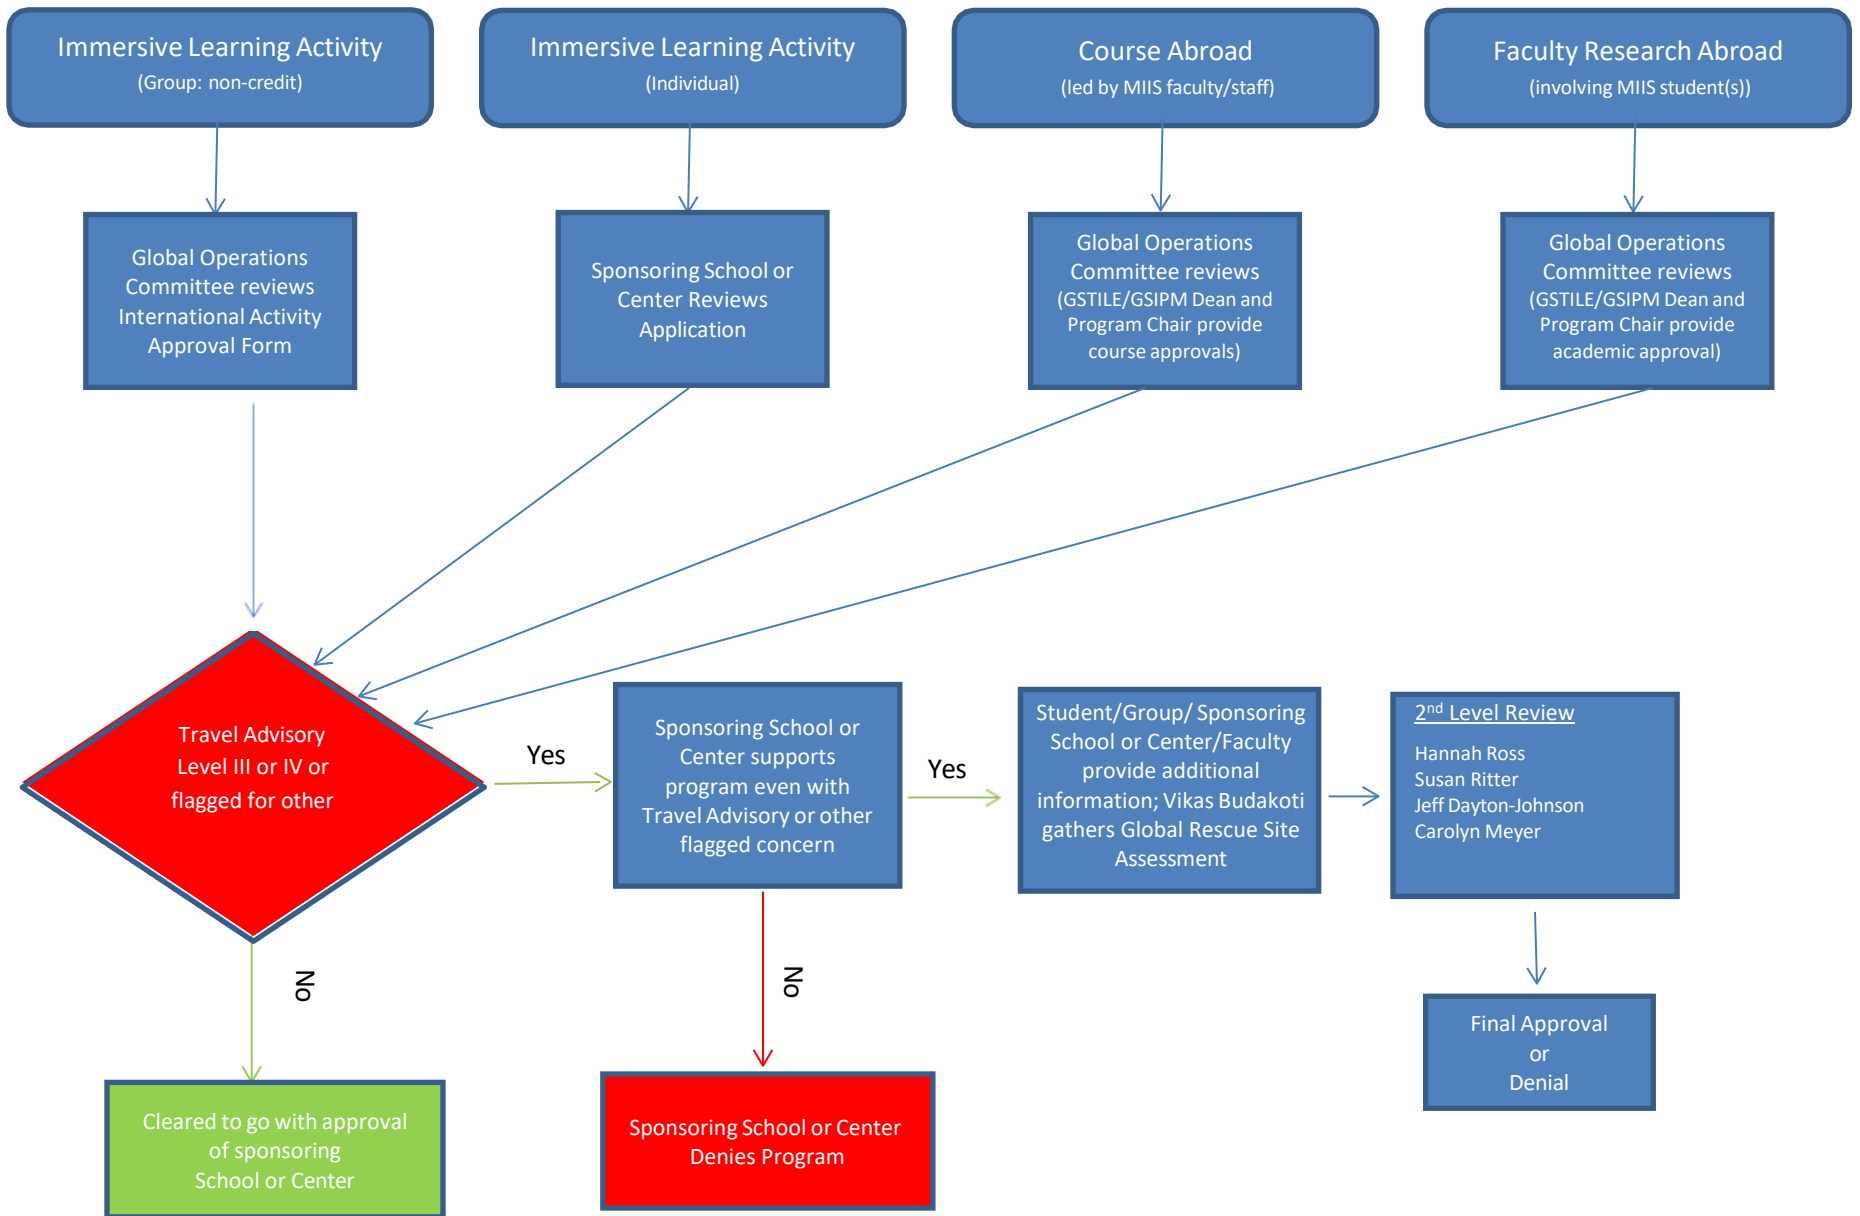 Immersive Learning Activity
(Group: non-credit)
Immersive Learning Activity
(Individual)
Course Abroad
(led by MIIS faculty/staff)
Faculty Research Abroad
(involving MIIS student(s))
Global Operations
Committee reviews
International Activity
Approval Form
Sponsoring School or
Center Reviews
Application
Global Operations
Committee reviews
(GSTILE/GSIPM Dean and
Program Chair provide
course approvals)
Global Operations
Committee reviews
(GSTILE/GSIPM Dean and
Program Chair provide
academic approval)
Travel Advisory
Level III or IV or
flagged for other
Yes
Sponsoring School or
Center supports
program even with
Travel Advisory or other
flagged concern
Yes
Student/Group/ Sponsoring
School or Center/Faculty
provide additional
information; Vikas Budakoti
gathers Global Rescue Site
Assessment
2nd Level Review
Hannah Ross
Susan Ritter
Jeff Dayton-Johnson
Carolyn Meyer
No
No
Cleared to go with approval
of sponsoring
School or Center
Sponsoring School or Center
Denies Program
Final Approval
or
Denial